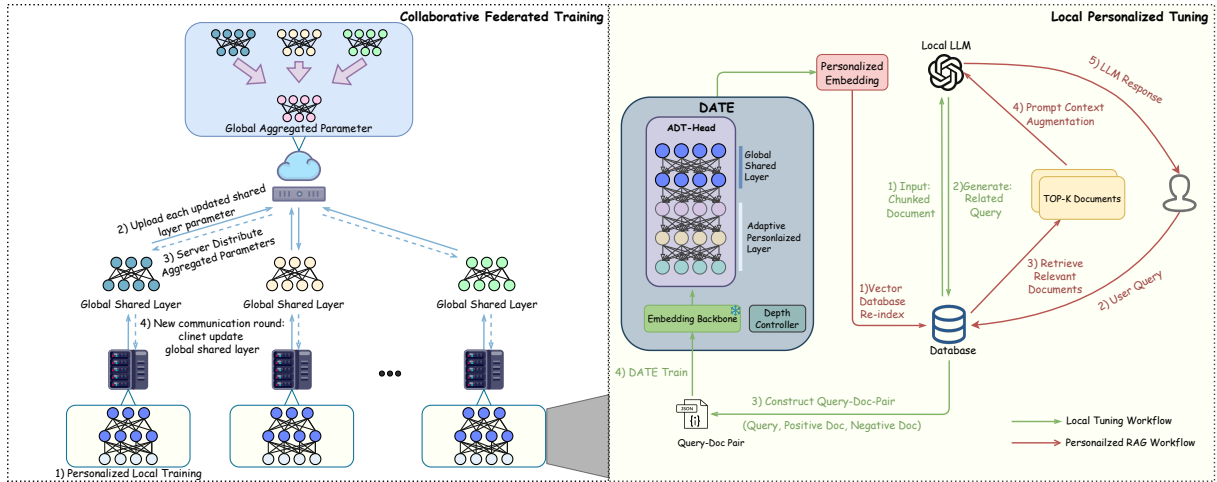 Collaborative Federated Training
Global Aggregated Parameter
2) Upload each updated shared
layer parameter
3) Server Distribute
Aggregated Parameters
Global Shared Layer
Global Shared Layer
Global Shared Layer
4) New communication round:
clinet update
global shared layer
1) Personalized Local Training
Local Personalized Tuning
Personalized
Embedding
Local LLM
5) LLM Response
DATE
ADT-Head
Global
Shared
Layer
Adaptive
Personlaized
Layer
Embedding Backbone
Depth
Controller
4) Prompt Context
Augmentation
1) Input:
Chunked
Document
2)Generate:
Related
Query
TOP-K Documents
1)Vector
Database
Re-index
3) Retrieve
Relevant
Documents
2) User Query
Database
4) DATE Train
JSON
{i}
Query-Doc Pair
3) Construct Query-Doc-Pair
(Query, Positive Doc, Negative Doc)
Local Tuning Workflow
Personailzed RAG Workflow